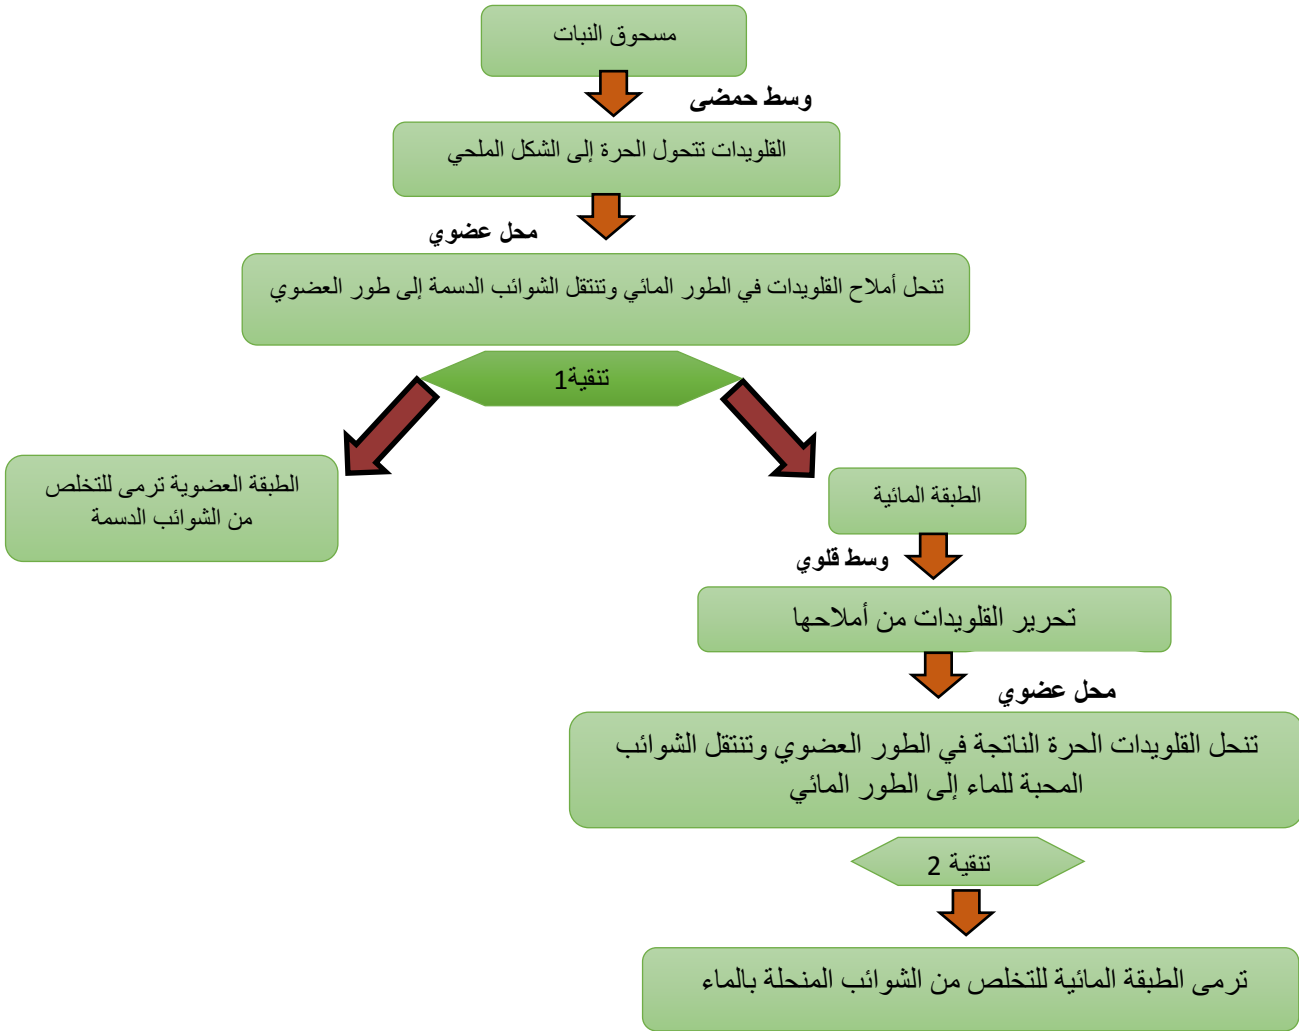 مسحوق النبات
وسط حمضى
القلويدات تتحول الحرة إلى الشكل الملحي
محل عضوي
تنحل أملاح القلويدات في الطور المائي وتنتقل الشوائب الدسمة إلى طور العضوي
تنقية1
الطبقة المائية
الطبقة العضوية ترمى للتخلص
من الشوائب الدسمة
وسط قلوي
تحرير القلويدات من أملاحها
محل عضوي
تنحل القلويدات الحرة الناتجة في الطور العضوي وتنتقل الشوائب
المحبة للماء إلى الطور المائي
تنقية 2
ترمى الطبقة المائية للتخلص من الشوائب المنحلة بالماء